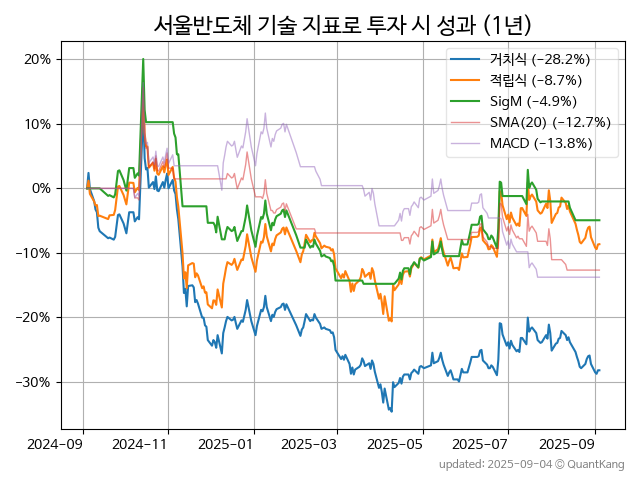 서울반도체 기술 지표로 투자 시 성과 (1년)
20%
10%
0%
−10%
−20%
−30%
거치식 (−28.2%)
적립식 (−8.7%)
SigM (−4.9%)
SMA(20) (−12.7%)
MACD (−13.8%)
2024-09
2024-11
2025-01
2025-03
2025-05
2025-07
2025-09
updated: 2025-09-04 © QuantKang